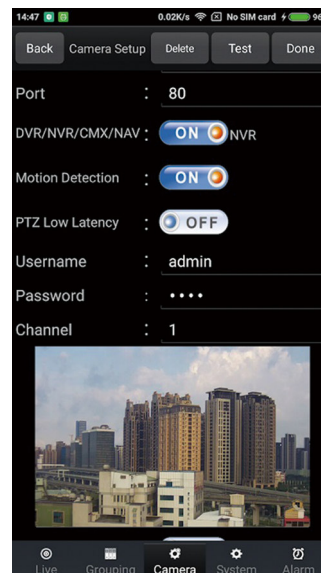 14:47 0.02K/s No SIM card 96
Back Camera Setup Delete Test Done
Port : 80
DVR/NVR/CMX/NAV : ON NVR
Motion Detection : ON
PTZ Low Latency : OFF
Username : admin
Password : ••••
Channel : 1
Live Grouping Camera System Alarm